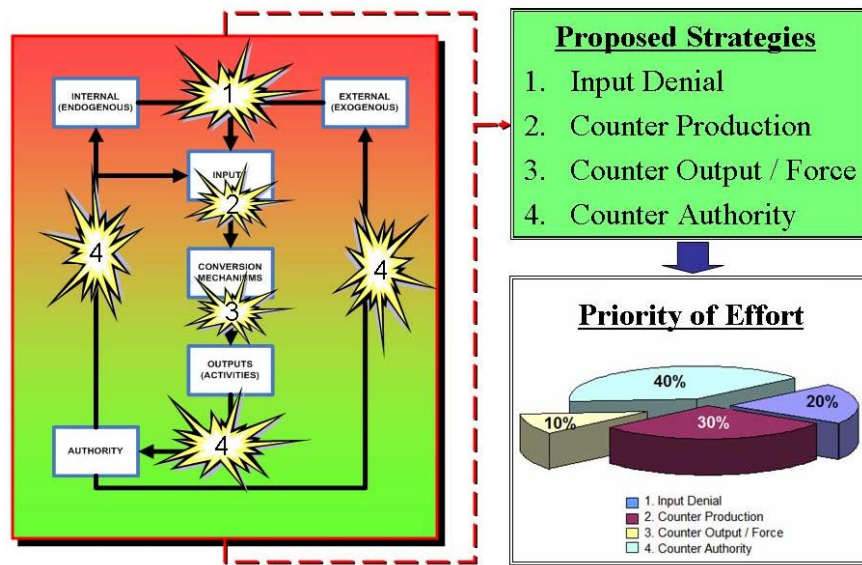 INTERNAL
(ENDOGENOUS)
1
EXTERNAL
(EXOGENOUS)
INPUT
2
4
4
CONVERSION
MECHANISMS
3
OUTPUTS
(ACTIVITIES)
AUTHORITY
4
Proposed Strategies
1. Input Denial
2. Counter Production
3. Counter Output / Force
4. Counter Authority
Priority of Effort
40%
20%
10%
30%
1. Input Denial
2. Counter Production
3. Counter Output / Force
4. Counter Authority